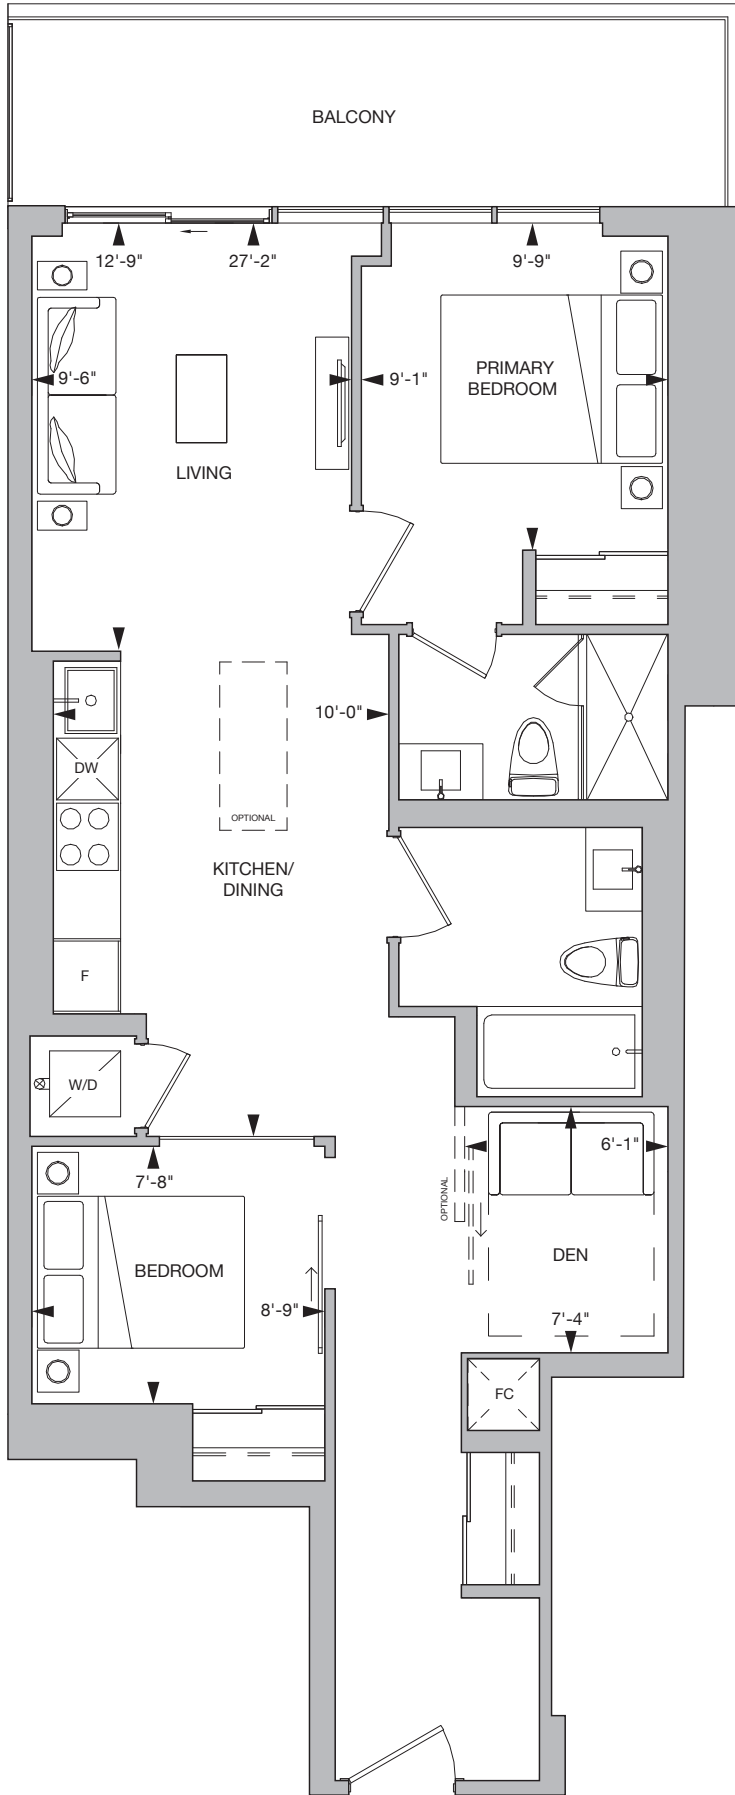 BALCONY
12'-9"
27'-2"
9'-9"
9'-6"
9'-1"
PRIMARY
BEDROOM
LIVING
10'-0"
DW
OPTIONAL
KITCHEN/
DINING
F
W/D
7'-8"
6'-1"
OPTIONAL
BEDROOM
DEN
8'-9"
7'-4"
FC